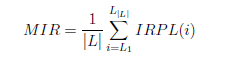 MIR = \frac{1}{|L|} \sum_{i=L_1}^{L_{|L|}} IRPL(i)